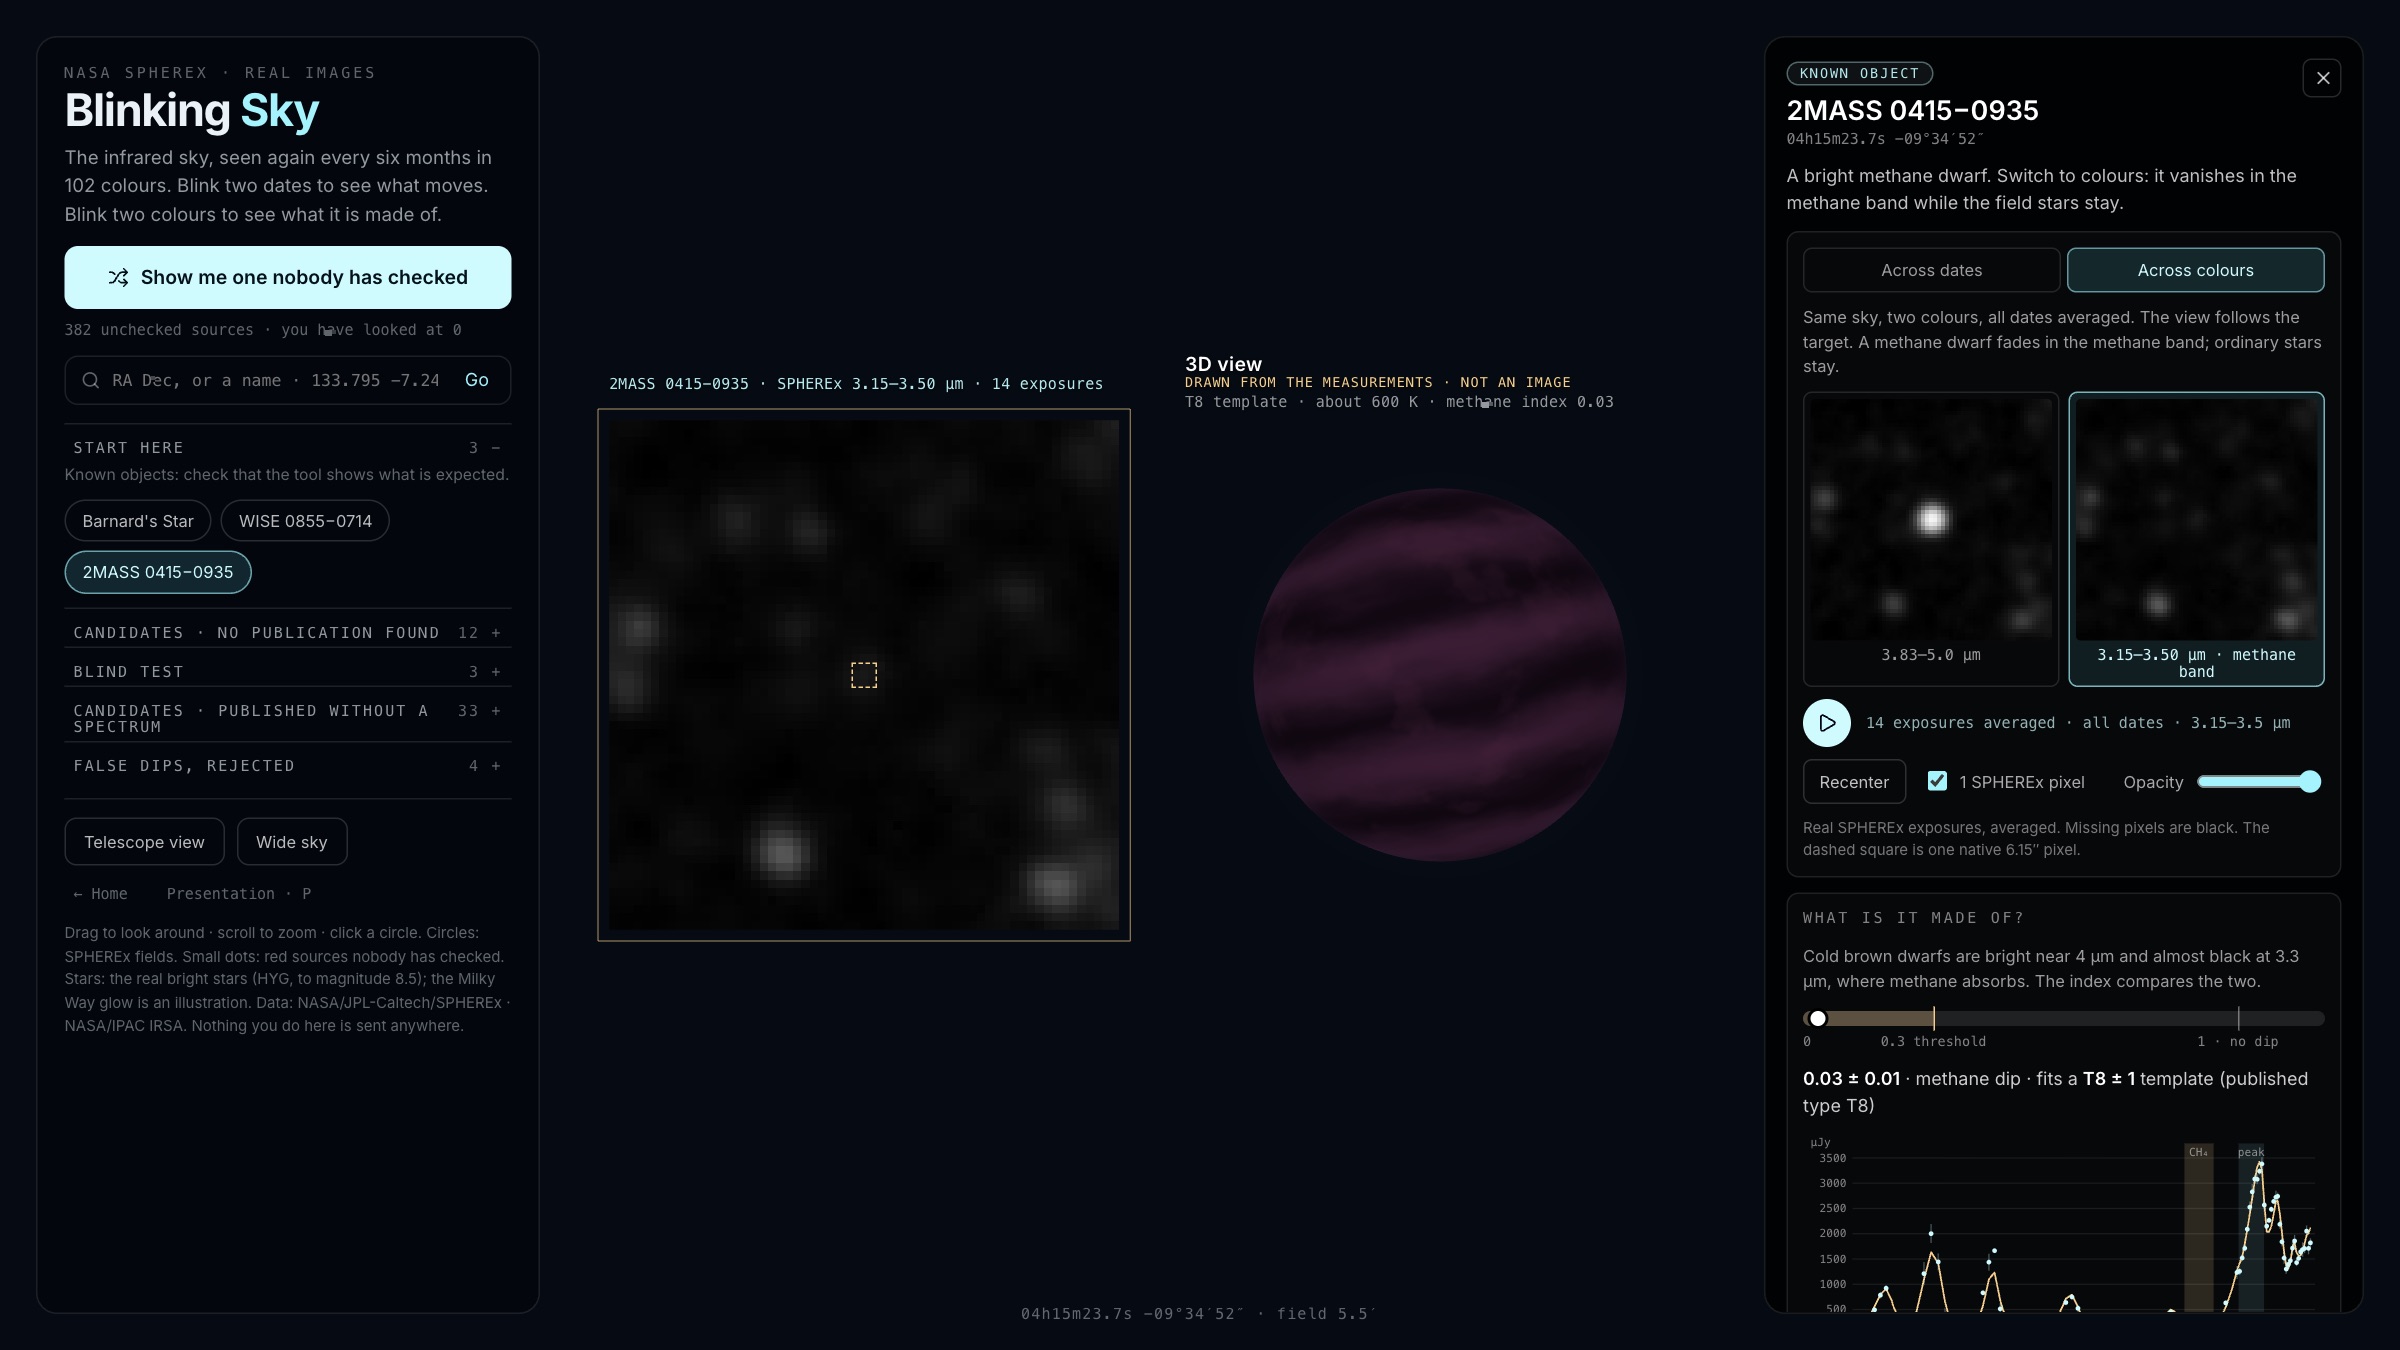 NASA SPHEREX · REAL IMAGES
Blinking Sky
The infrared sky, seen again every six months in
102 colours. Blink two dates to see what moves.
Blink two colours to see what it is made of.
Show me one nobody has checked
382 unchecked sources · you have looked at 0
RA Dec, or a name · 133.795 −7.24
Go
START HERE
3 −
Known objects: check that the tool shows what is expected.
Barnard's Star
WISE 0855−0714
2MASS 0415−0935
CANDIDATES · NO PUBLICATION FOUND 12 +
BLIND TEST 3 +
CANDIDATES · PUBLISHED WITHOUT A 33 +
SPECTRUM
FALSE DIPS, REJECTED 4 +
Telescope view
Wide sky
← Home
Presentation · P
Drag to look around · scroll to zoom · click a circle. Circles:
SPHEREx fields. Small dots: red sources nobody has checked.
Stars: the real bright stars (HYG, to magnitude 8.5); the Milky
Way glow is an illustration. Data: NASA/JPL-Caltech/SPHEREx ·
NASA/IPAC IRSA. Nothing you do here is sent anywhere.
2MASS 0415−0935 · SPHEREx 3.15–3.50 µm · 14 exposures
3D view
DRAWN FROM THE MEASUREMENTS · NOT AN IMAGE
T8 template · about 600 K · methane index 0.03
04h15m23.7s −09°34′52″ · field 5.5′
KNOWN OBJECT
2MASS 0415−0935
04h15m23.7s −09°34′52″
A bright methane dwarf. Switch to colours: it vanishes in the
methane band while the field stars stay.
Across dates
Across colours
Same sky, two colours, all dates averaged. The view follows the
target. A methane dwarf fades in the methane band; ordinary stars
stay.
3.83–5.0 µm
3.15–3.50 µm · methane
band
14 exposures averaged · all dates · 3.15–3.5 µm
Recenter
1 SPHEREx pixel
Opacity
Real SPHEREx exposures, averaged. Missing pixels are black. The
dashed square is one native 6.15″ pixel.
WHAT IS IT MADE OF?
Cold brown dwarfs are bright near 4 µm and almost black at 3.3
µm, where methane absorbs. The index compares the two.
0
0.3 threshold
1 · no dip
0.03 ± 0.01 · methane dip · fits a T8 ± 1 template (published
type T8)
µJy
CH₄
peak
3500
3000
2500
2000
1500
1000
500